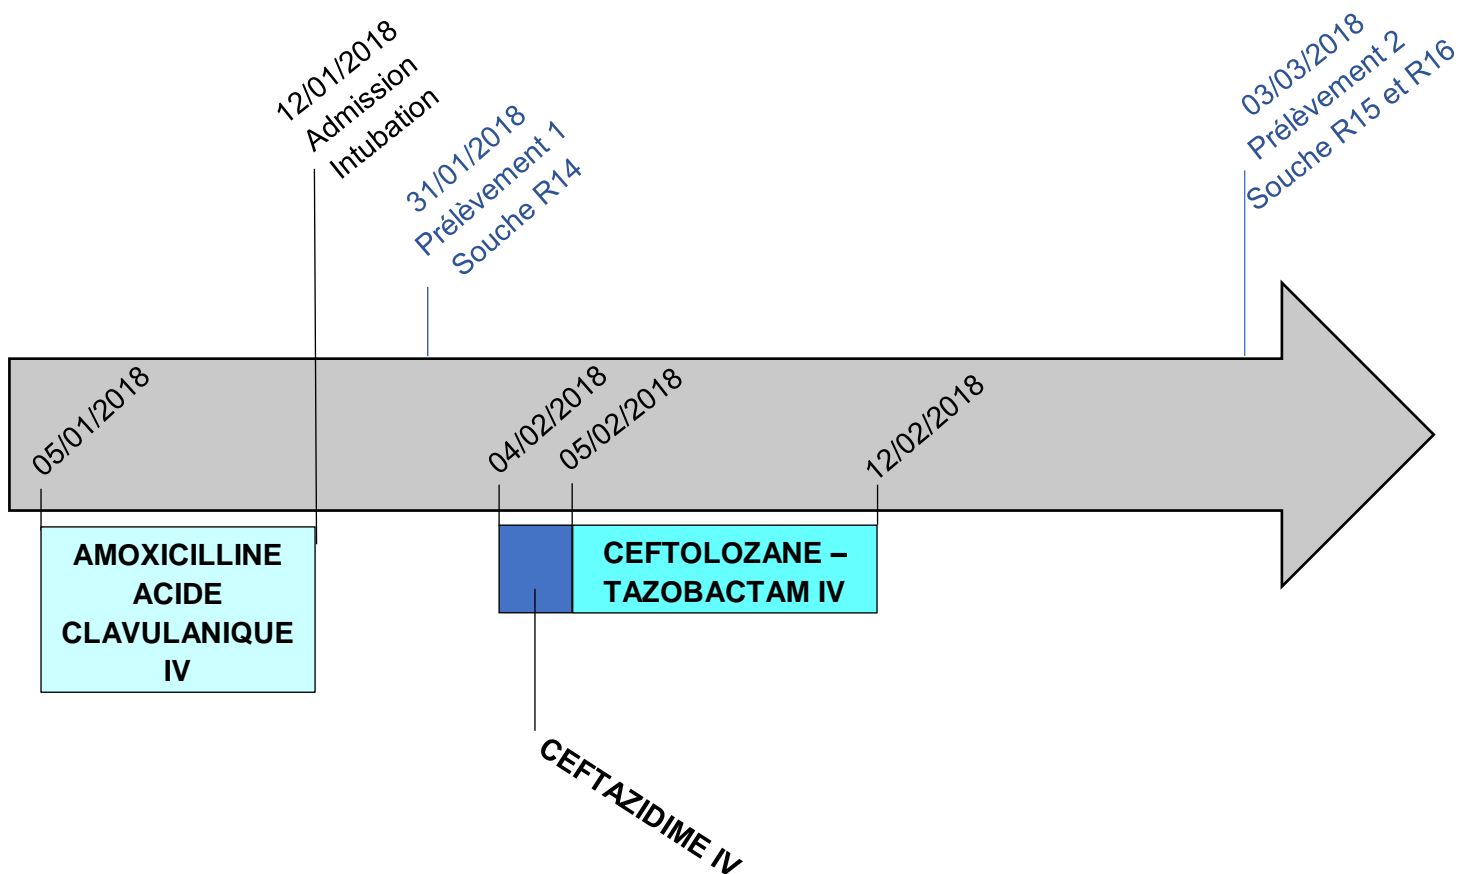 12/01/2018
Admission
Intubation
31/01/2018
Prélèvement 1
Souche R14
03/03/2018
Prélèvement 2
Souche R15 et R16
05/01/2018
04/02/2018
05/02/2018
12/02/2018
AMOXICILLINE
ACIDE
CLAVULANIQUE
IV
CEFTOLOZANE –
TAZOBACTAM IV
CEFTAZIDIME IV